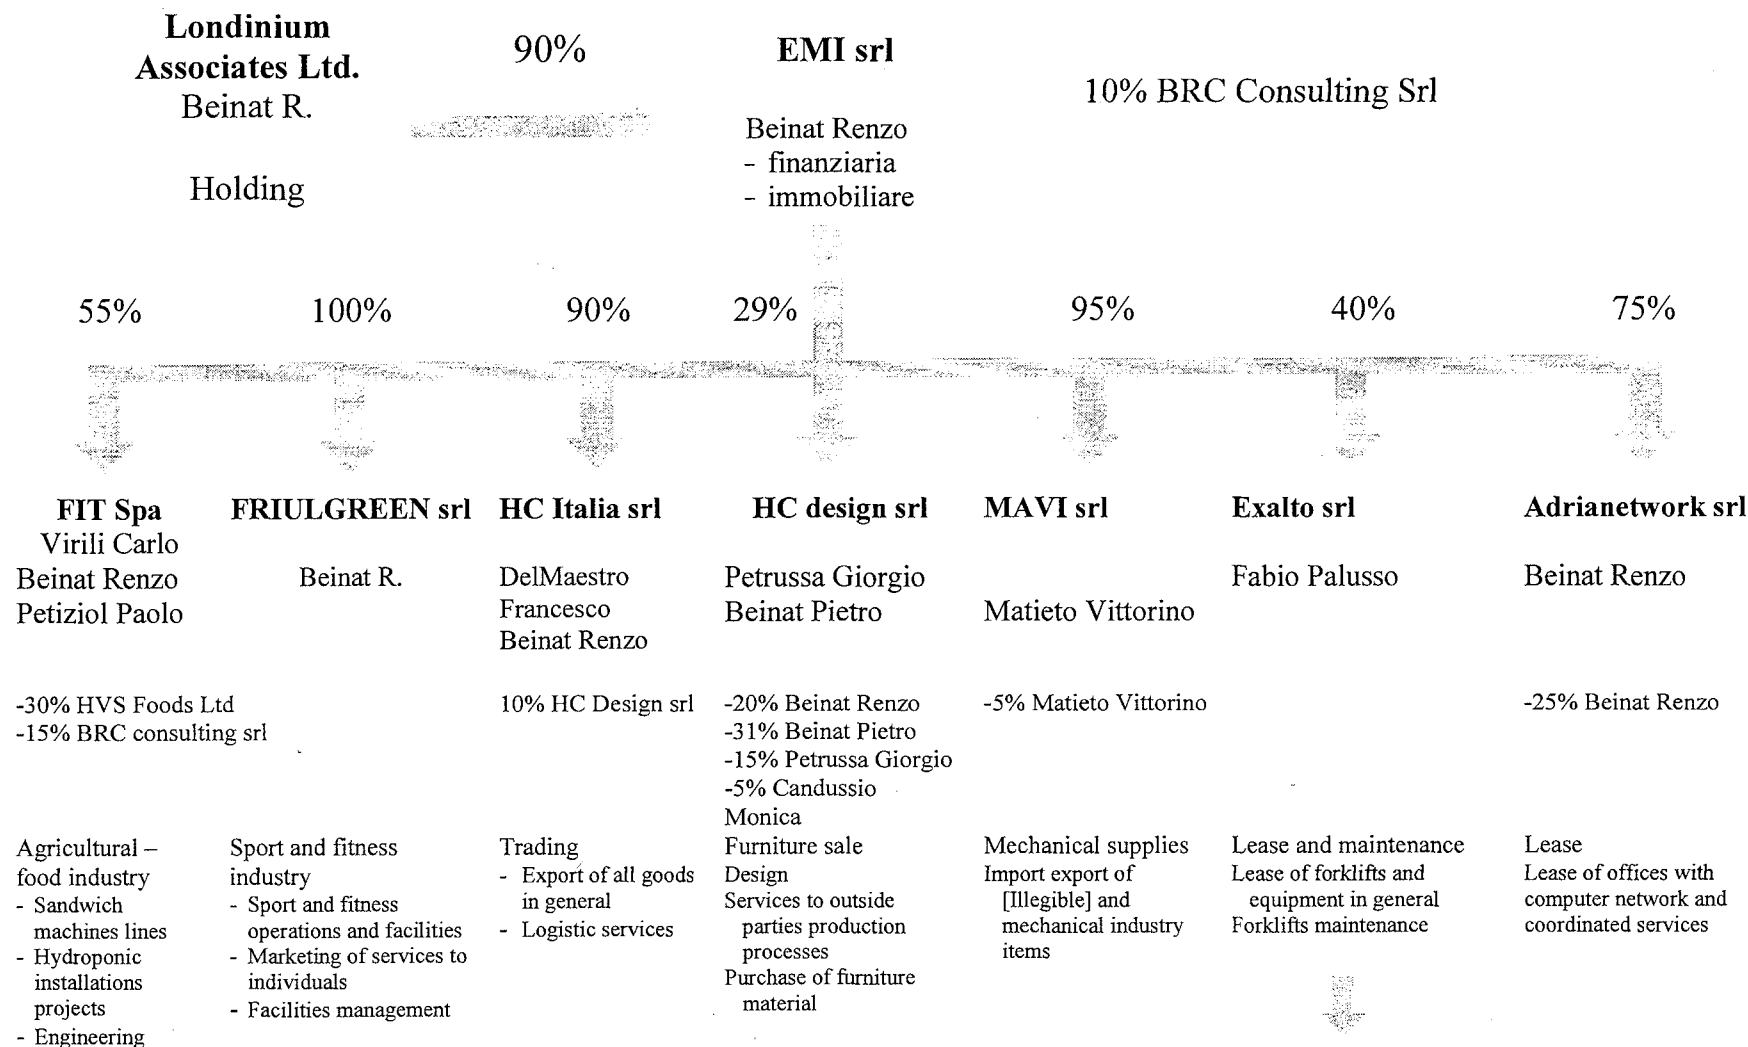 Londinium
Associates Ltd.
Beinat R.
Holding
90%
EMI srl
Beinat Renzo
- finanziaria
- immobiliare
10% BRC Consulting Srl
55%
100%
90%
29%
95%
40%
75%
FIT Spa
Virili Carlo
Beinat Renzo
Petiziol Paolo
-30% HVS Foods Ltd
-15% BRC consulting srl
Agricultural –
food industry
- Sandwich
machines lines
- Hydroponic
installations
projects
- Engineering
FRIULGREEN srl
Beinat R.
Sport and fitness
industry
- Sport and fitness
operations and facilities
- Marketing of services to
individuals
- Facilities management
HC Italia srl
DelMaestro
Francesco
Beinat Renzo
10% HC Design srl
Trading
- Export of all goods
in general
- Logistic services
HC design srl
Petrussa Giorgio
Beinat Pietro
-20% Beinat Renzo
-31% Beinat Pietro
-15% Petrussa Giorgio
-5% Candussio
Monica
Furniture sale
Design
Services to outside
parties production
processes
Purchase of furniture
material
MAVI srl
Matieto Vittorino
-5% Matieto Vittorino
Mechanical supplies
Import export of
[Illegible] and
mechanical industry
items
Exalto srl
Fabio Palusso
Lease and maintenance
Lease of forklifts and
equipment in general
Forklifts maintenance
Adrianetwork srl
Beinat Renzo
-25% Beinat Renzo
Lease
Lease of offices with
computer network and
coordinated services